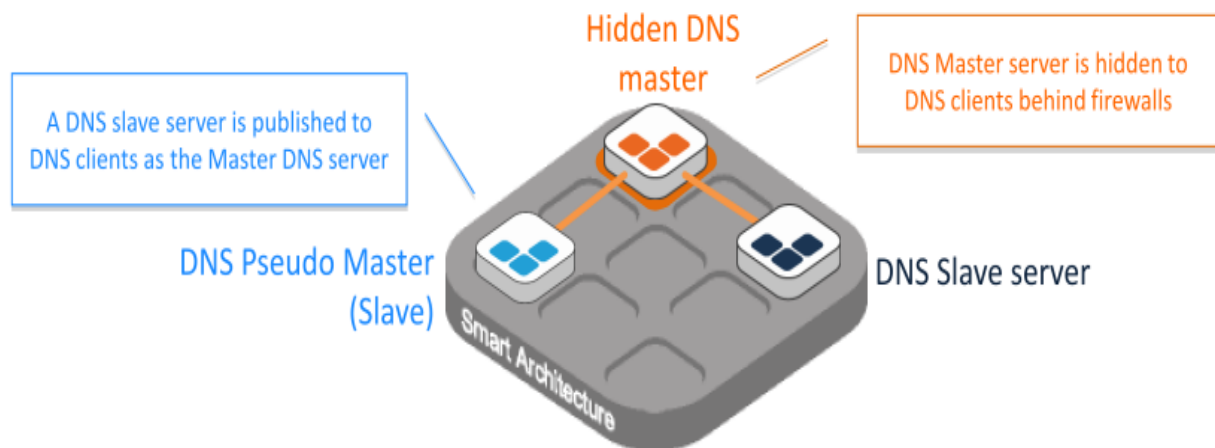 Hidden DNS
master
DNS Master server is hidden to
DNS clients behind firewalls
A DNS slave server is published to
DNS clients as the Master DNS server
DNS Pseudo Master
(Slave)
DNS Slave server
Smart Architecture